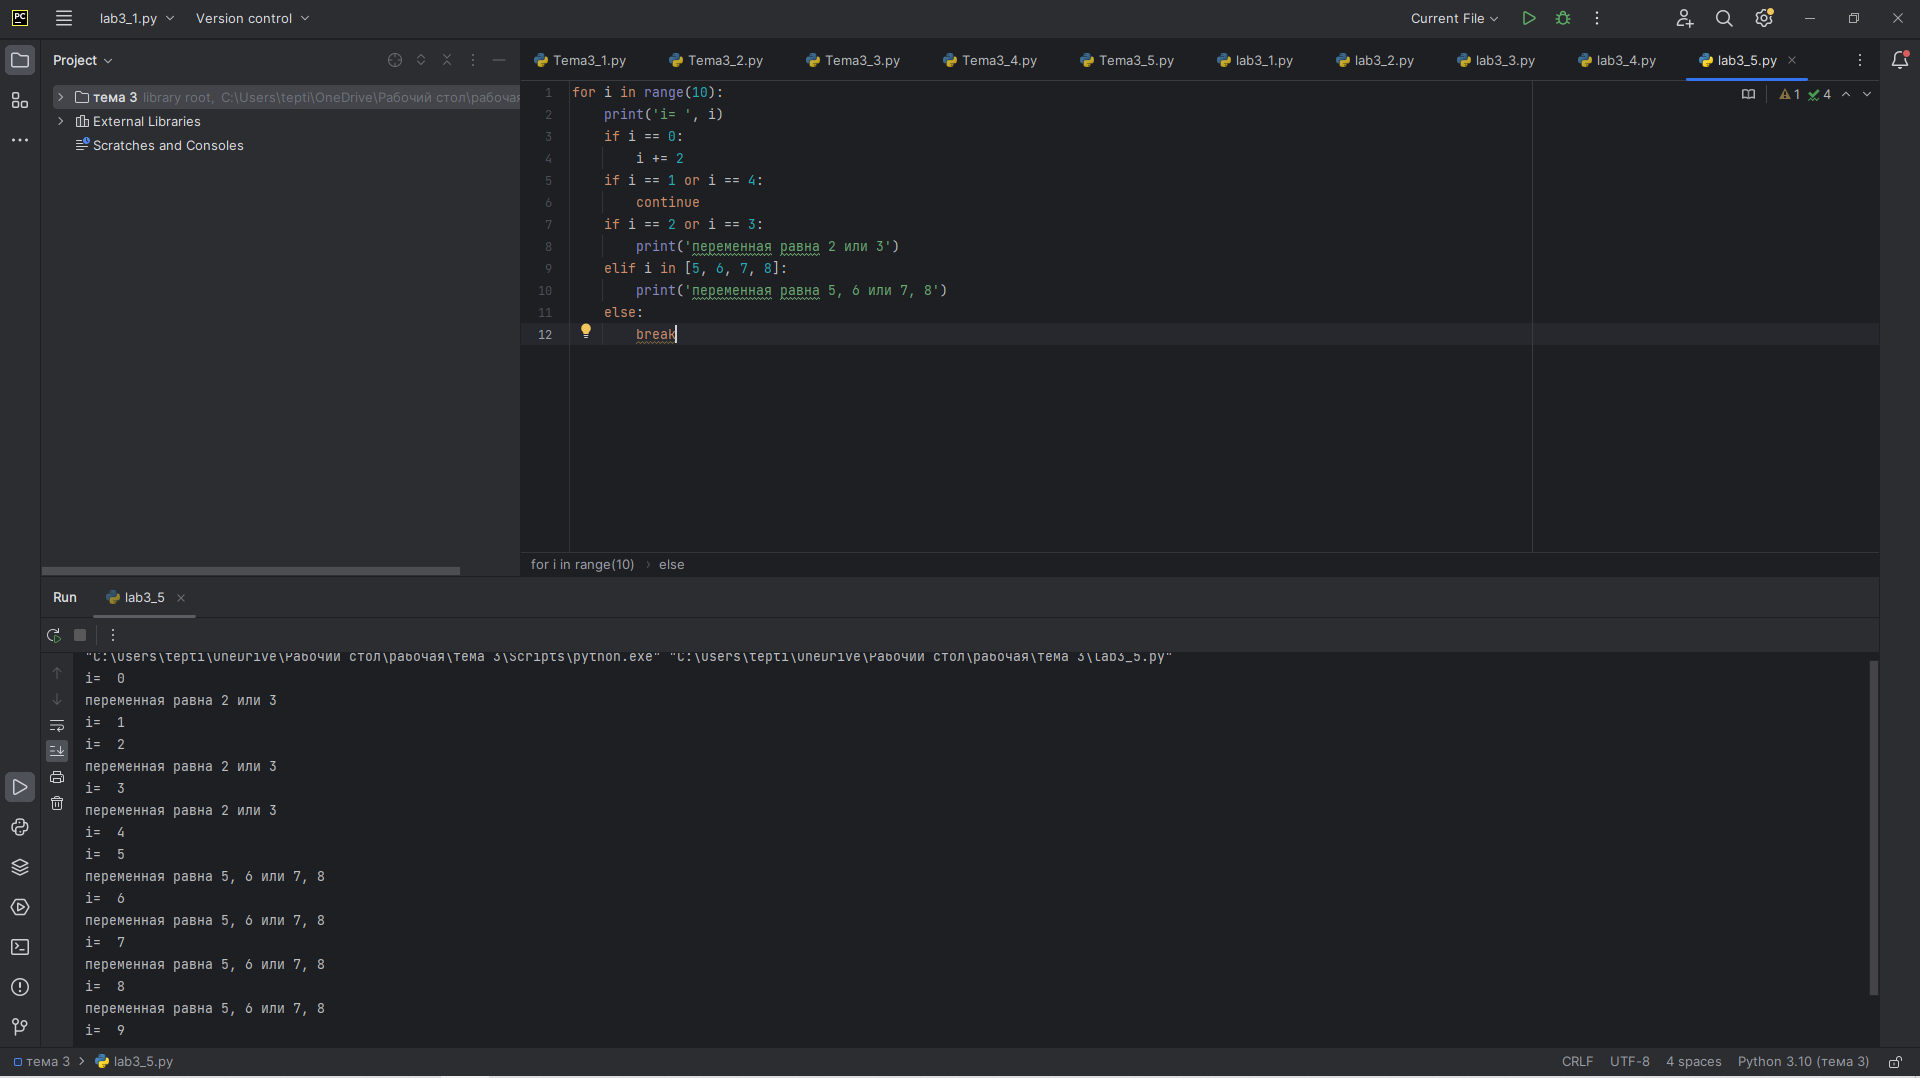 PC lab3_1.py Version control Current File
Project
Tema3_1.py Tema3_2.py Tema3_3.py Tema3_4.py Tema3_5.py lab3_1.py lab3_2.py lab3_3.py lab3_4.py lab3_5.py
тема 3 library root, C:\Users\tepti\OneDrive\Рабочий стол\рабочая
External Libraries
Scratches and Consoles
1 for i in range(10):
2 print('i= ', i)
3 if i == 0:
4 i += 2
5 if i == 1 or i == 4:
6 continue
7 if i == 2 or i == 3:
8 print('переменная равна 2 или 3')
9 elif i in [5, 6, 7, 8]:
10 print('переменная равна 5, 6 или 7, 8')
11 else:
12 break
1 4
for i in range(10) › else
Run lab3_5
"C:\Users\tepti\OneDrive\Рабочий стол\рабочая\тема 3\Scripts\python.exe" "C:\Users\tepti\OneDrive\Рабочий стол\рабочая\тема 3\lab3_5.py"
i=  0
переменная равна 2 или 3
i=  1
i=  2
переменная равна 2 или 3
i=  3
переменная равна 2 или 3
i=  4
i=  5
переменная равна 5, 6 или 7, 8
i=  6
переменная равна 5, 6 или 7, 8
i=  7
переменная равна 5, 6 или 7, 8
i=  8
переменная равна 5, 6 или 7, 8
i=  9
тема 3 › lab3_5.py
CRLF UTF-8 4 spaces Python 3.10 (тема 3)